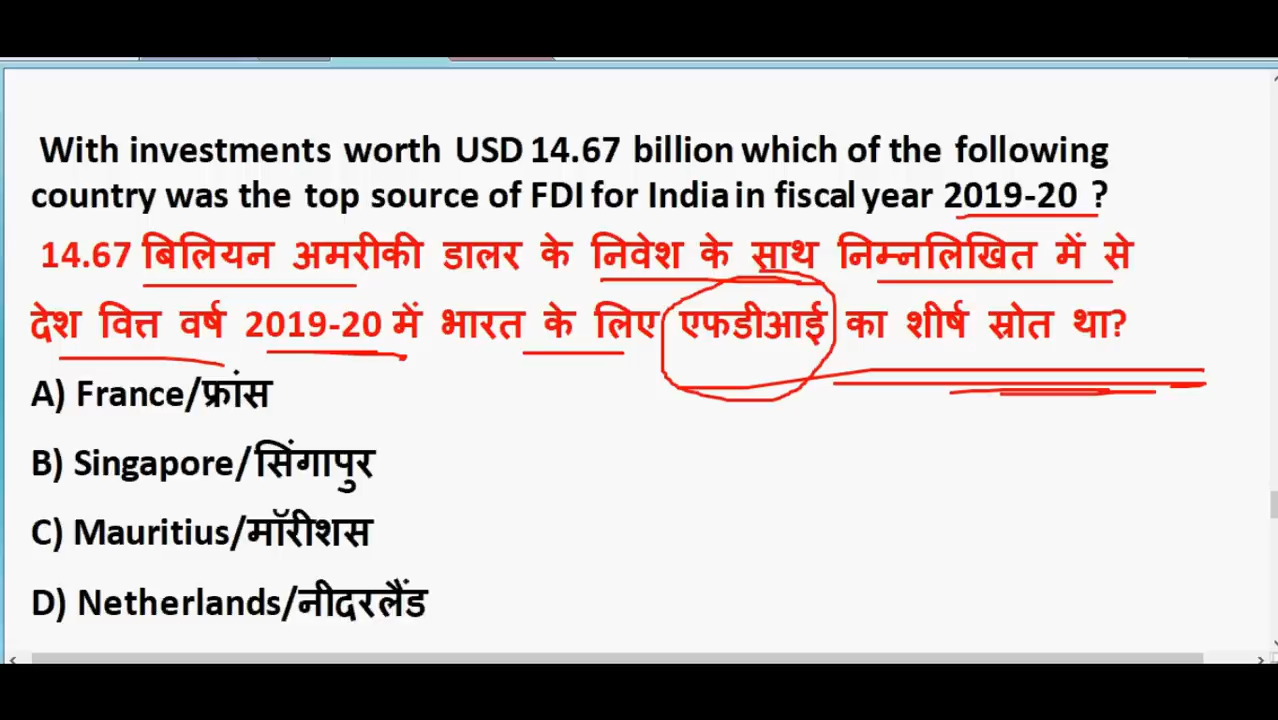 With investments worth USD 14.67 billion which of the following
country was the top source of FDI for India in fiscal year 2019-20 ?
14.67 बिलियन अमरीकी डालर के निवेश के साथ निम्नलिखित में से
देश वित्त वर्ष 2019-20 में भारत के लिए एफडीआई का शीर्ष स्रोत था?
A) France/फ्रांस
B) Singapore/सिंगापुर
C) Mauritius/मॉरीशस
D) Netherlands/नीदरलैंड